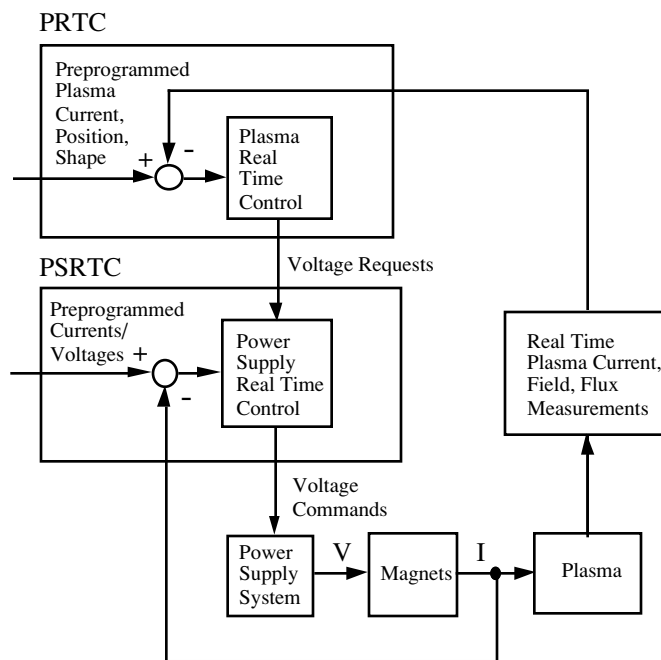 PRTC
Preprogrammed
Plasma
Current,
Position,
Shape
+
-
Plasma
Real
Time
Control
Voltage Requests
PSRTC
Preprogrammed
Currents/
Voltages +
-
Power
Supply
Real Time
Control
Real Time
Plasma Current,
Field, Flux
Measurements
Voltage
Commands
Power
Supply
System
V
Magnets
I
Plasma